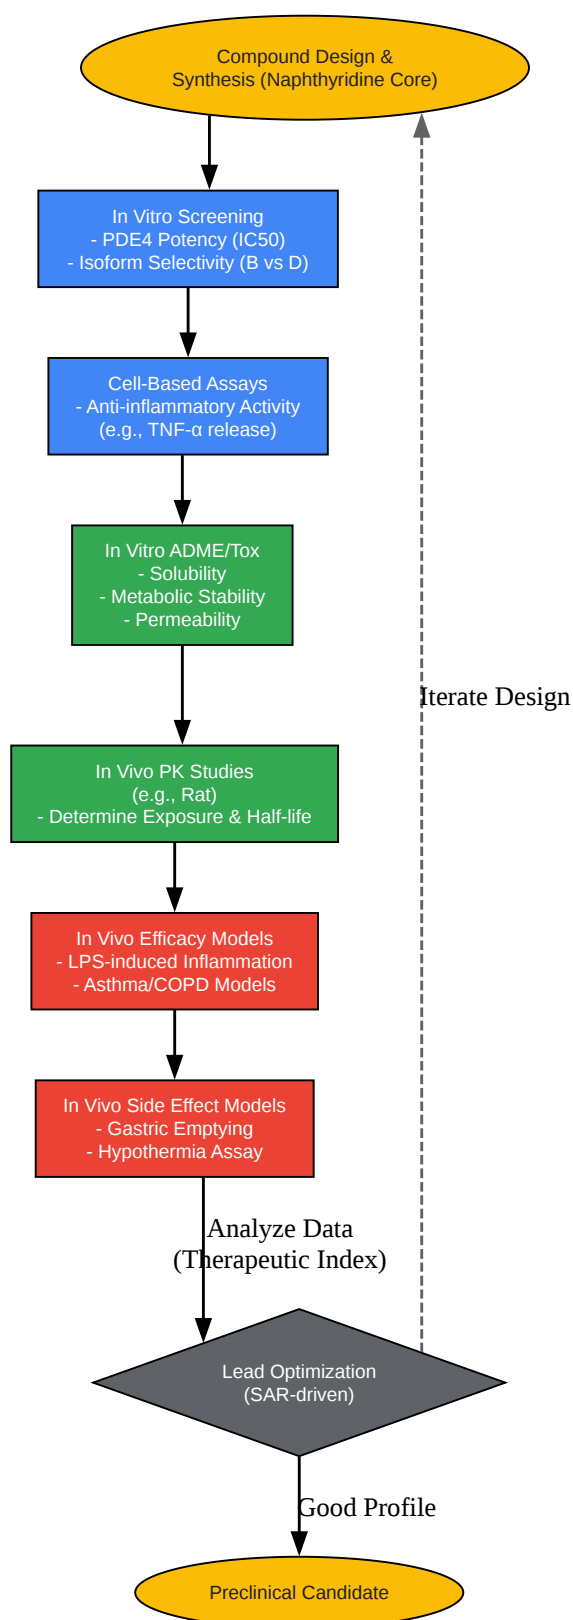 Compound Design &
Synthesis (Naphthyridine Core)
In Vitro Screening
- PDE4 Potency (IC50)
- Isoform Selectivity (B vs D)
Cell-Based Assays
- Anti-inflammatory Activity
(e.g., TNF-α release)
In Vitro ADME/Tox
- Solubility
- Metabolic Stability
- Permeability
Iterate Design
In Vivo PK Studies
(e.g., Rat)
- Determine Exposure & Half-life
In Vivo Efficacy Models
- LPS-induced Inflammation
- Asthma/COPD Models
In Vivo Side Effect Models
- Gastric Emptying
- Hypothermia Assay
Analyze Data
(Therapeutic Index)
Lead Optimization
(SAR-driven)
Good Profile
Preclinical Candidate